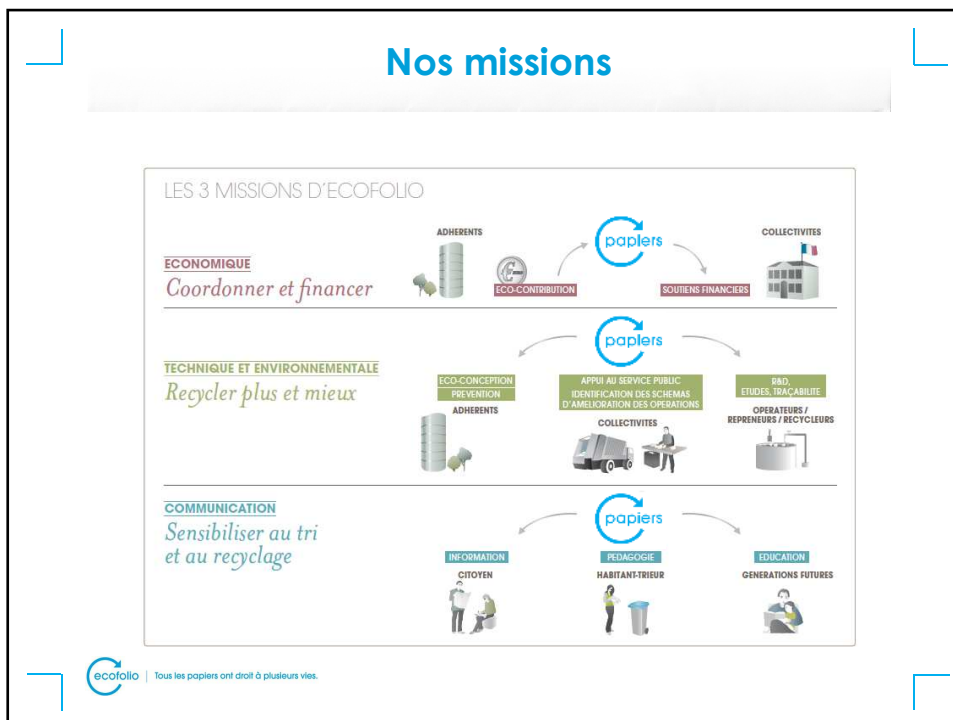 Nos missions
LES 3 MISSIONS D'ECOFOLIO
ECONOMIQUE
Coordonner et financer
ADHERENTS
ECO-CONTRIBUTION
papiers
SOUTIENS FINANCIERS
COLLECTIVITES
TECHNIQUE ET ENVIRONNEMENTALE
Recycler plus et mieux
papiers
ECO-CONCEPTION
PREVENTION
ADHERENTS
APPUI AU SERVICE PUBLIC
IDENTIFICATION DES SCHEMAS
D'AMELIORATION DES OPERATIONS
COLLECTIVITES
R&D,
ETUDES, TRAÇABILITE
OPERATEURS /
REPRENEURS / RECYCLEURS
COMMUNICATION
Sensibiliser au tri
et au recyclage
papiers
INFORMATION
CITOYEN
PEDAGOGIE
HABITANT-TRIEUR
EDUCATION
GENERATIONS FUTURES
ecofolio
Tous les papiers ont droit à plusieurs vies.